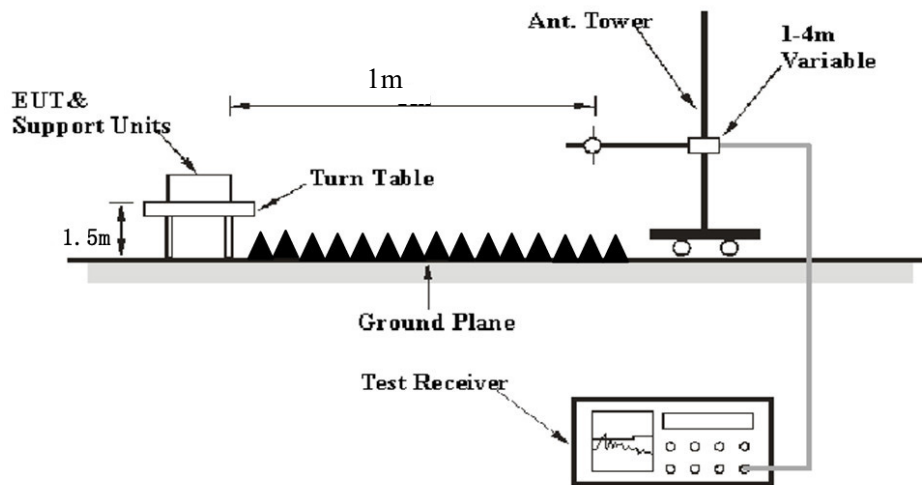 Ant. Tower
1-4m
Variable
1m
EUT&
Support Units
Turn Table
1.5m
Ground Plane
Test Receiver